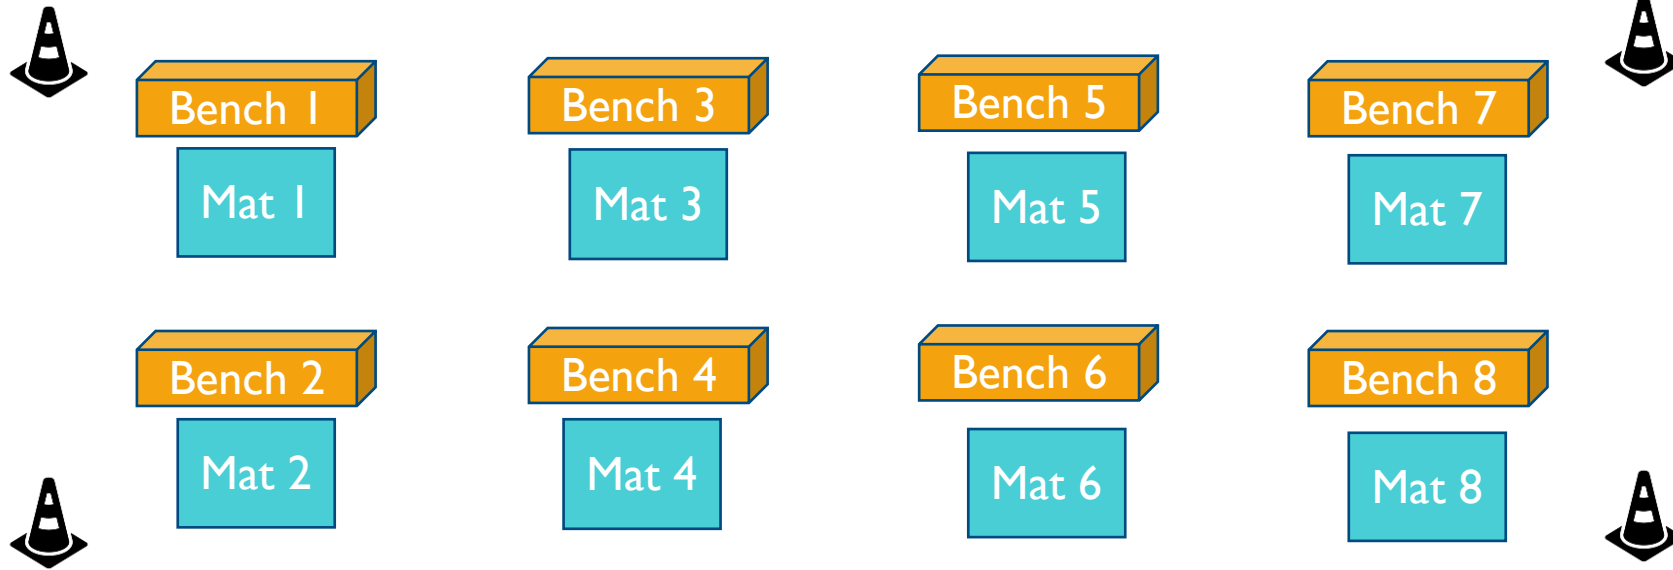 Bench 1
Bench 3
Bench 5
Bench 7
Mat 1
Mat 3
Mat 5
Mat 7
Bench 2
Bench 4
Bench 6
Bench 8
Mat 2
Mat 4
Mat 6
Mat 8